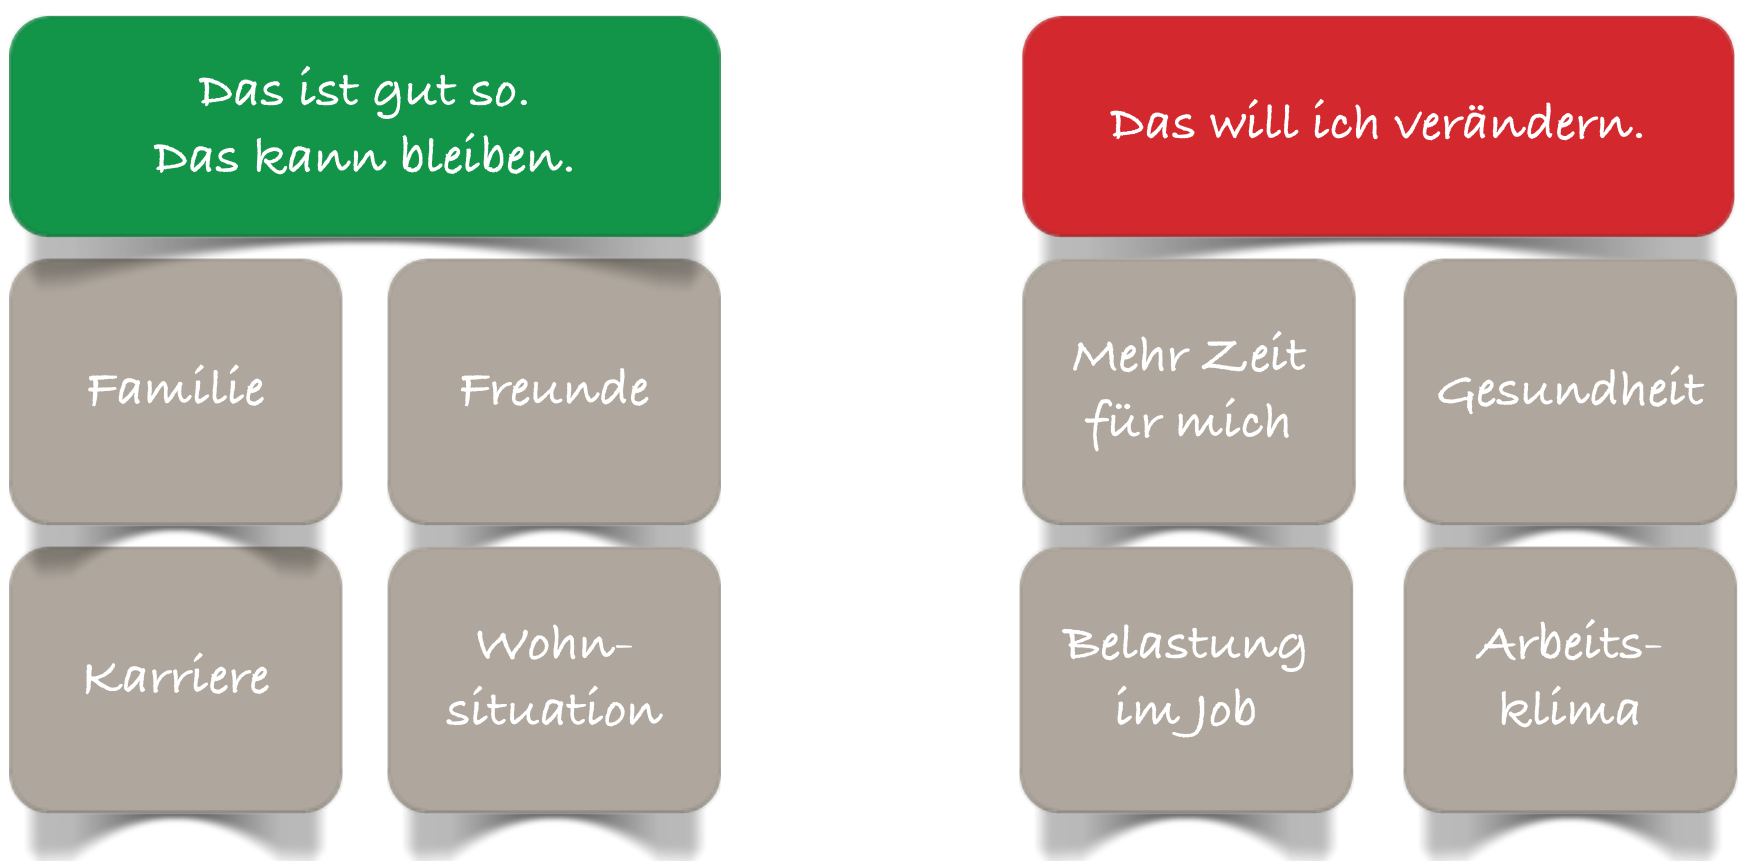 Das ist gut so.
Das kann bleiben.
Familie
Freunde
Karriere
Wohn-
situation
Das will ich verändern.
Mehr Zeit
für mich
Gesundheit
Belastung
im Job
Arbeits-
klima